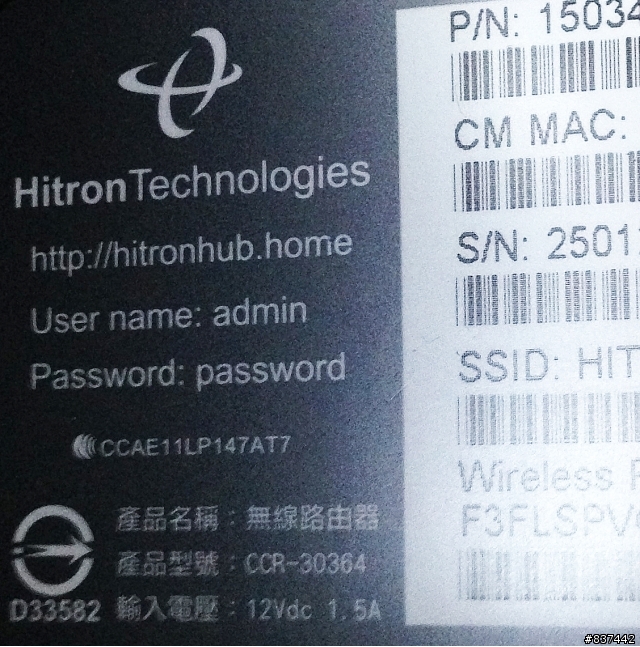 HitronTechnologies
http://hitronhub.home
User name: admin
Password: password
CCAE11LP147AT7
D33582
產品名稱：無線路由器
產品型號：CCR-30364
輸入電壓：12Vdc 1.5A
P/N: 15034
CM MAC:
S/N: 2501
SSID: HIT
Wireless
F3FLSPV
#837442